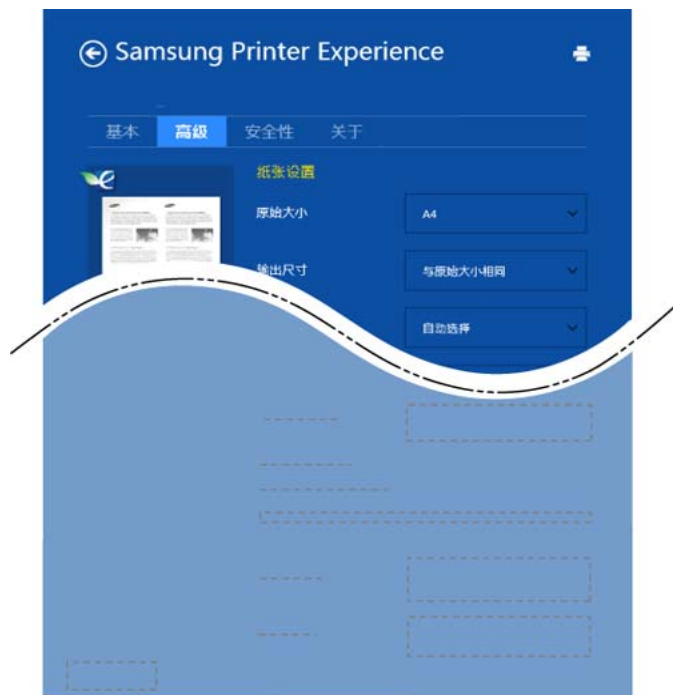 Samsung Printer Experience
基本 高级 安全性 关于
纸张设置
原始大小 A4
输出尺寸 与原始大小相同
自动选择